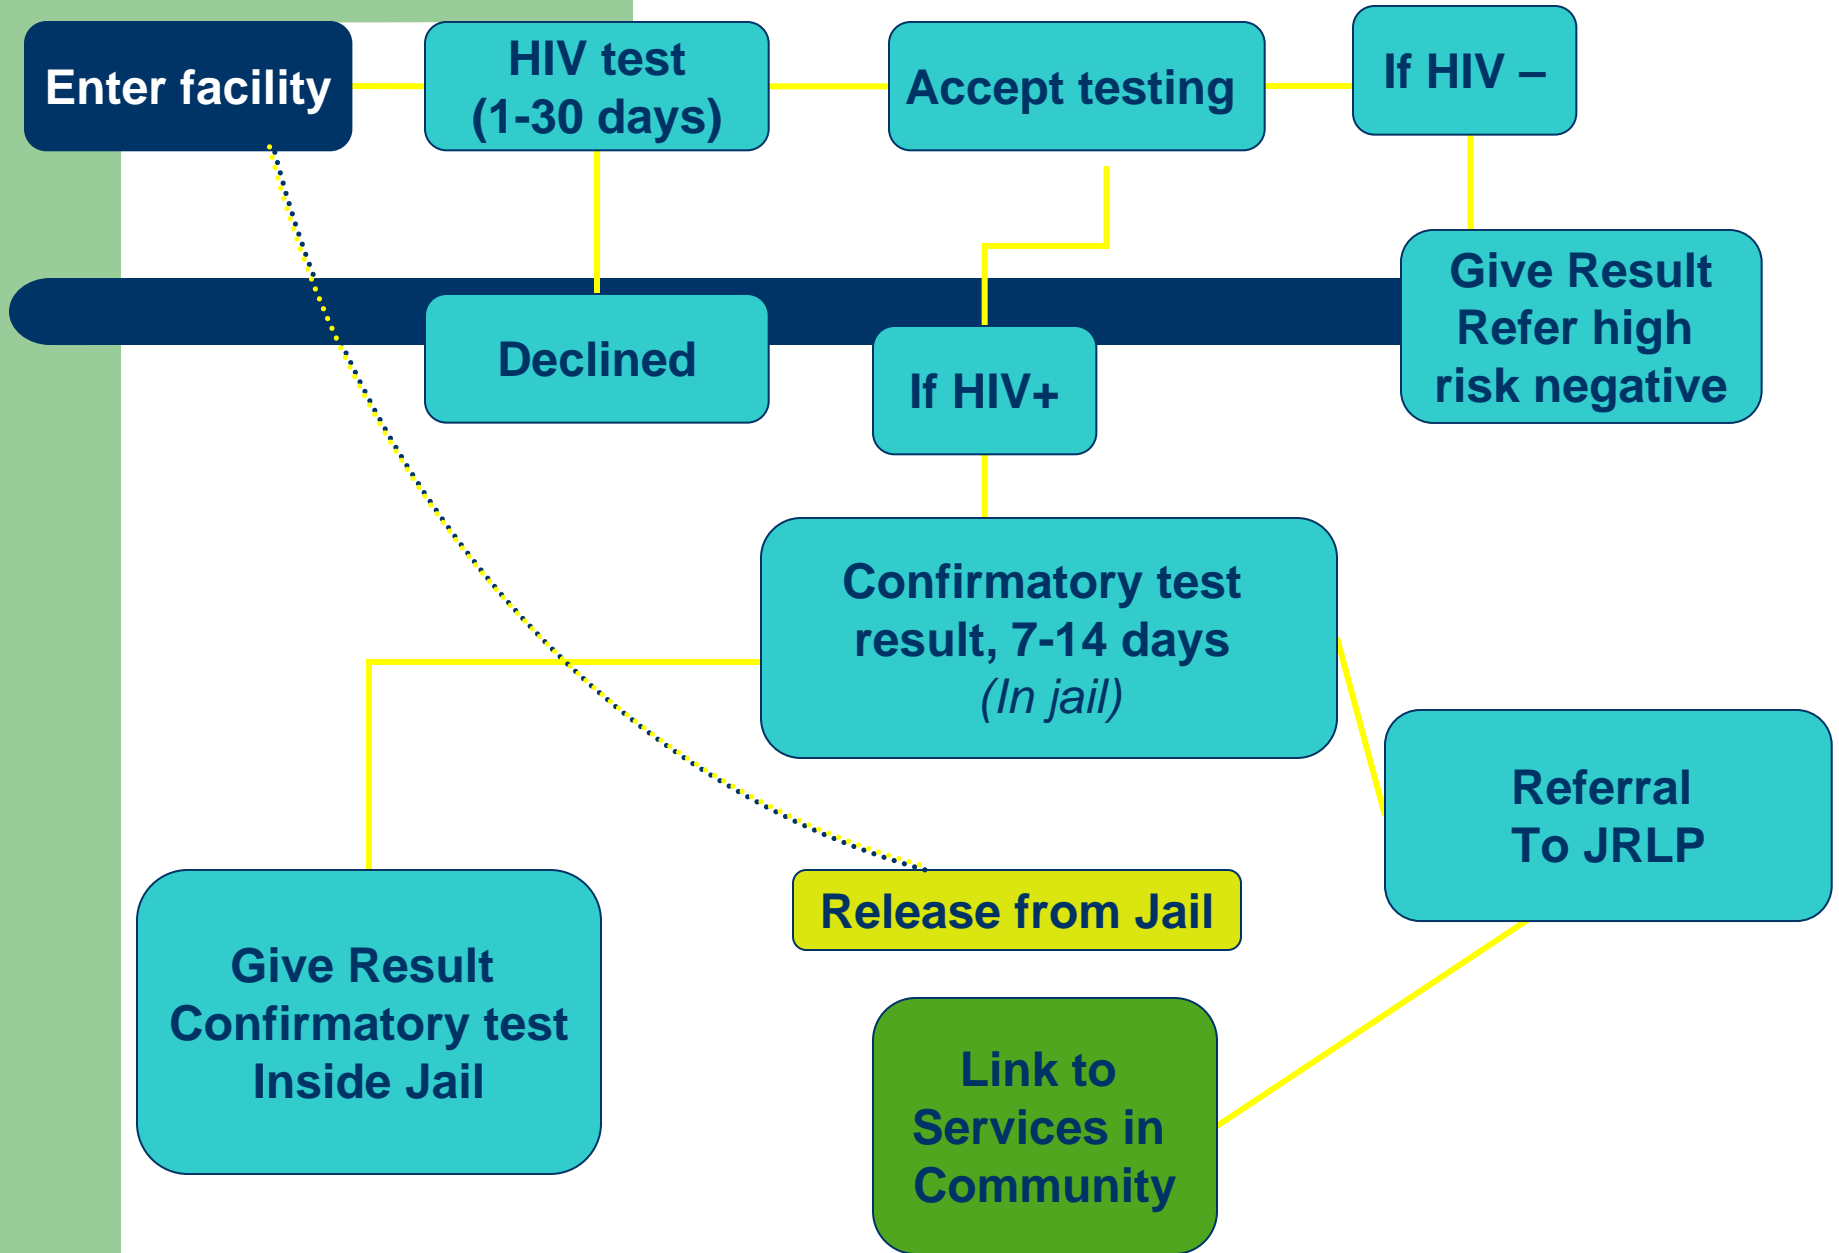 Enter facility
HIV test
(1-30 days)
Accept testing
If HIV –
Declined
If HIV+
Give Result
Refer high
risk negative
Confirmatory test
result, 7-14 days
(In jail)
Referral
To JRLP
Release from Jail
Give Result
Confirmatory test
Inside Jail
Link to
Services in
Community